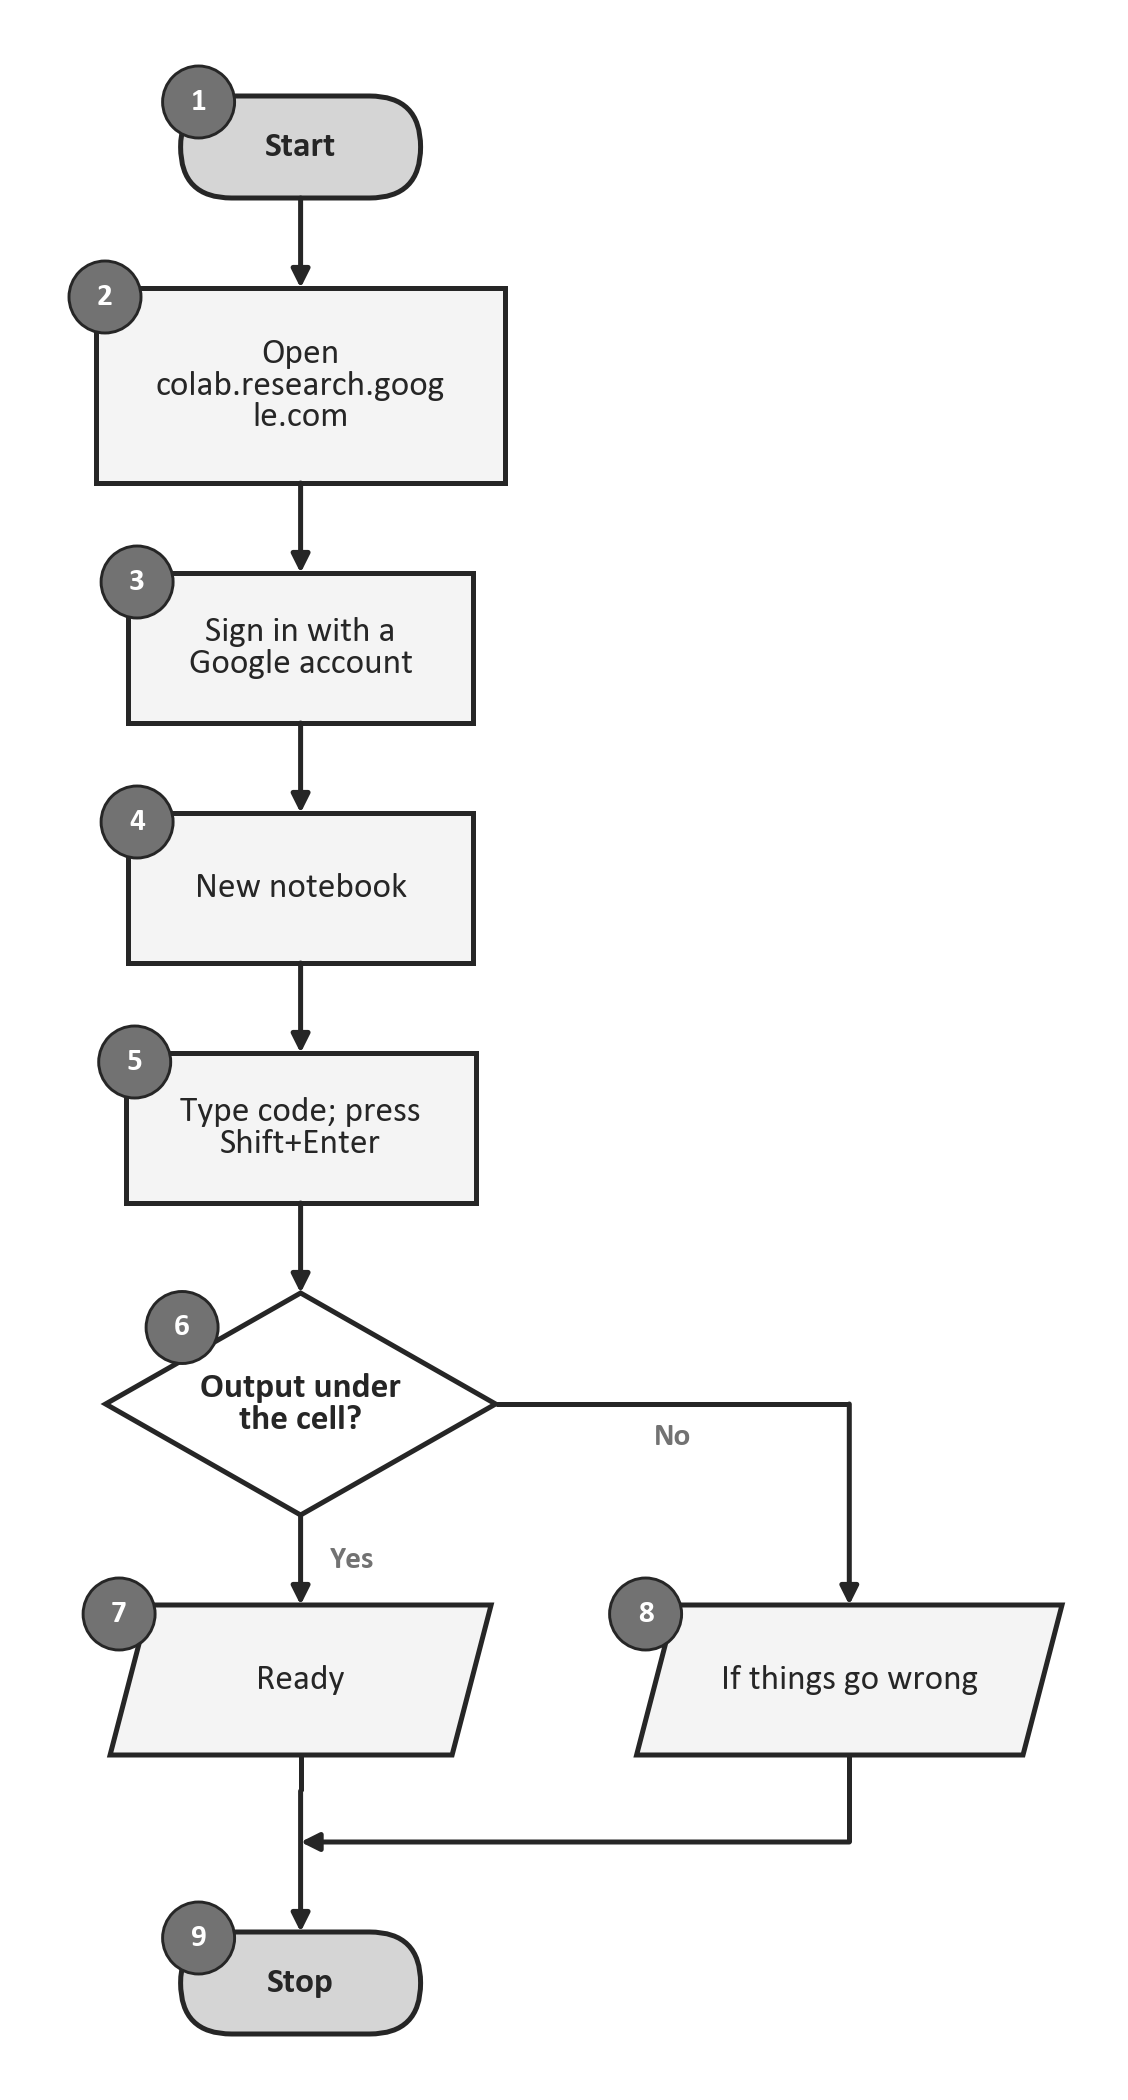 1
Start
2
Open
colab.research.goog
le.com
3
Sign in with a
Google account
4
New notebook
5
Type code; press
Shift+Enter
6
Output under
the cell?
No
Yes
7
Ready
8
If things go wrong
9
Stop